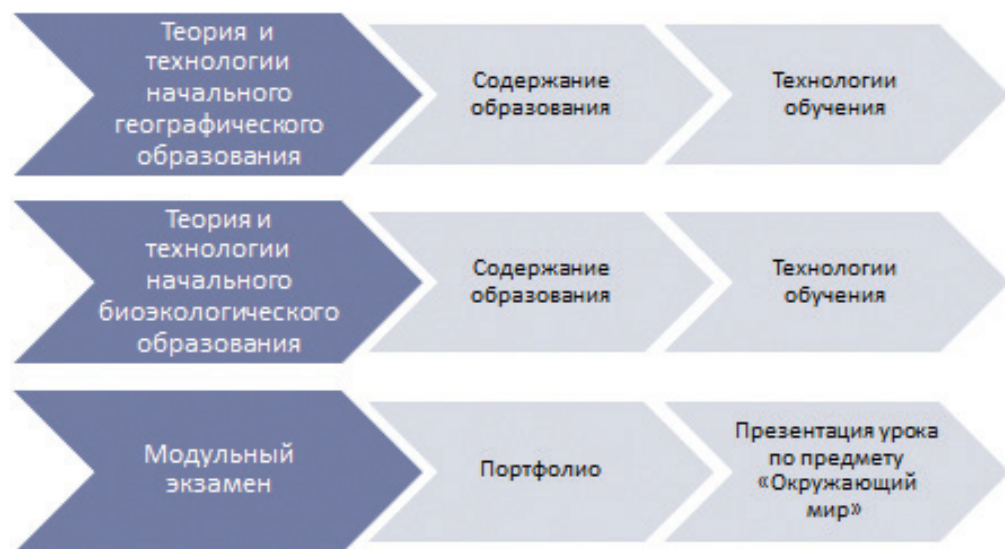 Теория и
технологии
начального
географического
образования
Содержание
образования
Технологии
обучения
Теория и
технологии
начального
биоэкологического
образования
Содержание
образования
Технологии
обучения
Модульный
экзамен
Портфолио
Презентация урока
по предмету
«Окружающий
мир»